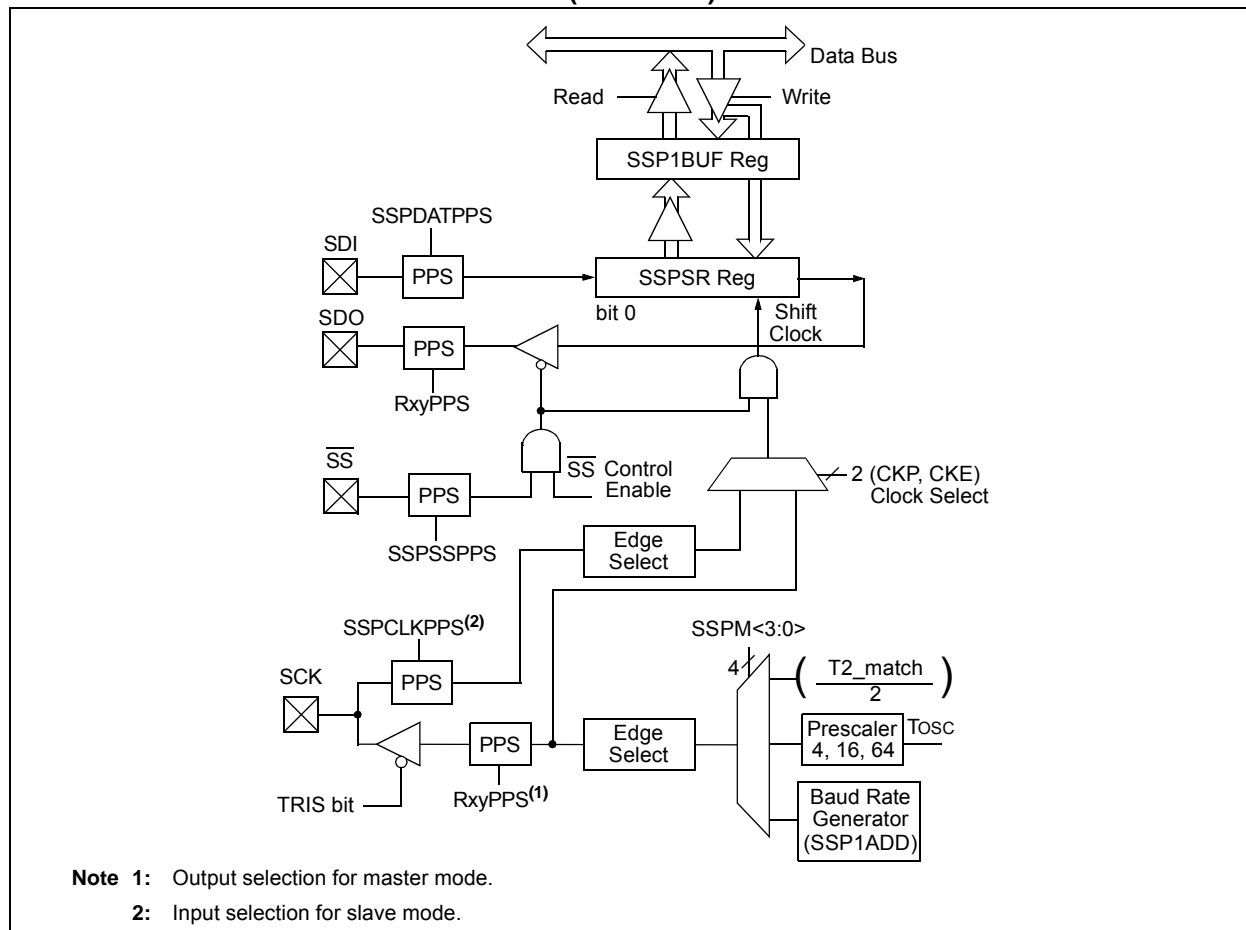 Data Bus
Read
Write
SSP1BUF Reg
SSPDATPPS
SDI
PPS
SSPSR Reg
bit 0
Shift
Clock
SDO
PPS
RxyPPS
SS
PPS
SS Control
Enable
2 (CKP, CKE)
Clock Select
SSPSSPPS
Edge
Select
SSPCLKPPS(2)
SSPM<3:0>
4
SCK
PPS
( T2_match
2 )
PPS
Edge
Select
Prescaler
4, 16, 64
TOSC
TRIS bit
RxyPPS(1)
Baud Rate
Generator
(SSP1ADD)
Note 1: Output selection for master mode.
2: Input selection for slave mode.